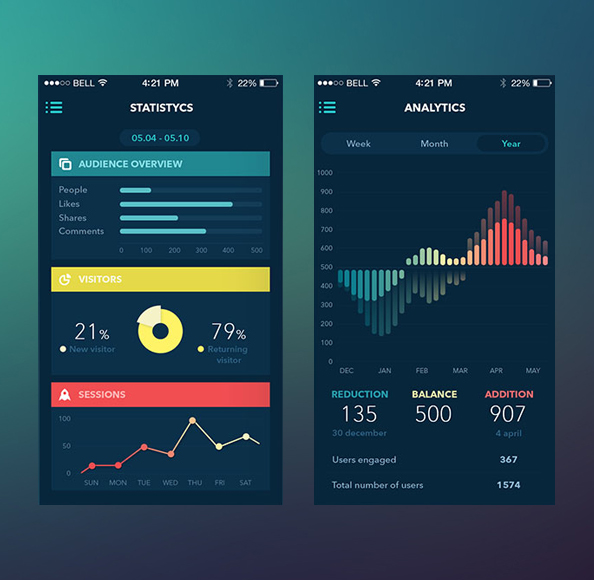 BELL 4:21 PM 22%
STATISTYCS
05.04 - 05.10
AUDIENCE OVERVIEW
People
Likes
Shares
Comments
0 100 200 300 400 500
VISITORS
21% 79%
New visitor Returning
visitor
SESSIONS
100
50
0
SUN MON TUE WED THU FRI SAT
BELL 4:21 PM 22%
ANALYTICS
Week Month Year
1000
900
800
700
600
500
400
300
200
100
0
DEC JAN FEB MAR APR MAY
REDUCTION BALANCE ADDITION
135 500 907
30 december 4 april
Users engaged 367
Total number of users 1574